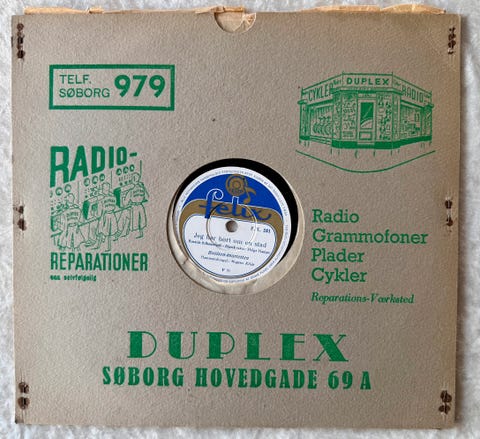 TELF.
SØBORG 979
CYKLER DUPLEX RADIO
RADIO-
REPARATIONER
Radio
Grammofoner
Plader
Cykler
Reparations-Værksted
felix
Jeg har hørt om en stad
DUPLEX
SØBORG HOVEDGADE 69 A